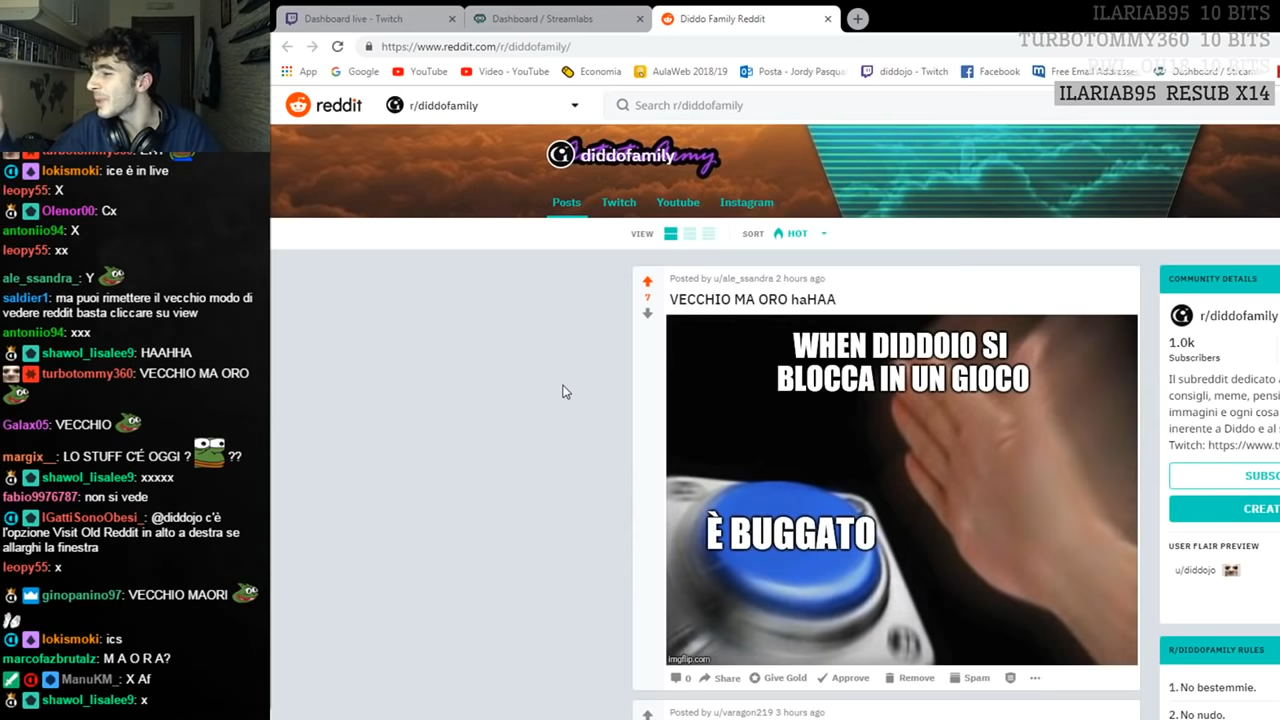 Dashboard live - Twitch
Dashboard / Streamlabs
Diddo Family Reddit
ILARIAB95 10 BITS
TURBOTOMMY360 10 BITS
ILARIAB95 RESUB X14
https://www.reddit.com/r/diddofamily/
App
Google
YouTube
Video - YouTube
Economia
AulaWeb 2018/19
Posta - Jordy Pasqua
diddojo - Twitch
Facebook
Free Email Addresse
Dashboard / Streamla
reddit
r/diddofamily
Search r/diddofamily
diddofamily
Posts
Twitch
Youtube
Instagram
VIEW
SORT
HOT
lokismoki: ice è in live
leopy55: X
Olenor00: Cx
antoniio94: X
leopy55: xx
ale_ssandra_: Y
saldier1: ma puoi rimettere il vecchio modo di
vedere reddit basta cliccare su view
antoniio94: xxx
shawol_lisalee9: HAAHHA
turbotommy360: VECCHIO MA ORO
Galax05: VECCHIO
margix__: LO STUFF C'É OGGI ? ??
shawol_lisalee9: xxxxx
fabio9976787: non si vede
IGattiSonoObesi_: @diddojo c'è
l'opzione Visit Old Reddit in alto a destra se
allarghi la finestra
leopy55: x
ginopanino97: VECCHIO MAORI
lokismoki: ics
marcofazbrutalz: M A O R A?
ManuKM_: X Af
shawol_lisalee9: x
Posted by u/ale_ssandra 2 hours ago
7
VECCHIO MA ORO haHAA
WHEN DIDDOIO SI
BLOCCA IN UN GIOCO
È BUGGATO
imgflip.com
0
Share
Give Gold
Approve
Remove
Spam
Posted by u/varagon219 3 hours ago
COMMUNITY DETAILS
r/diddofamily
1.0k
Subscribers
Il subreddit dedicato a
consigli, meme, pensi
immagini e ogni cosa
inerente a Diddo e al s
Twitch: https://www.t
SUBSC
CREAT
USER FLAIR PREVIEW
u/diddojo
R/DIDDOFAMILY RULES
1. No bestemmie.
2. No nudo.